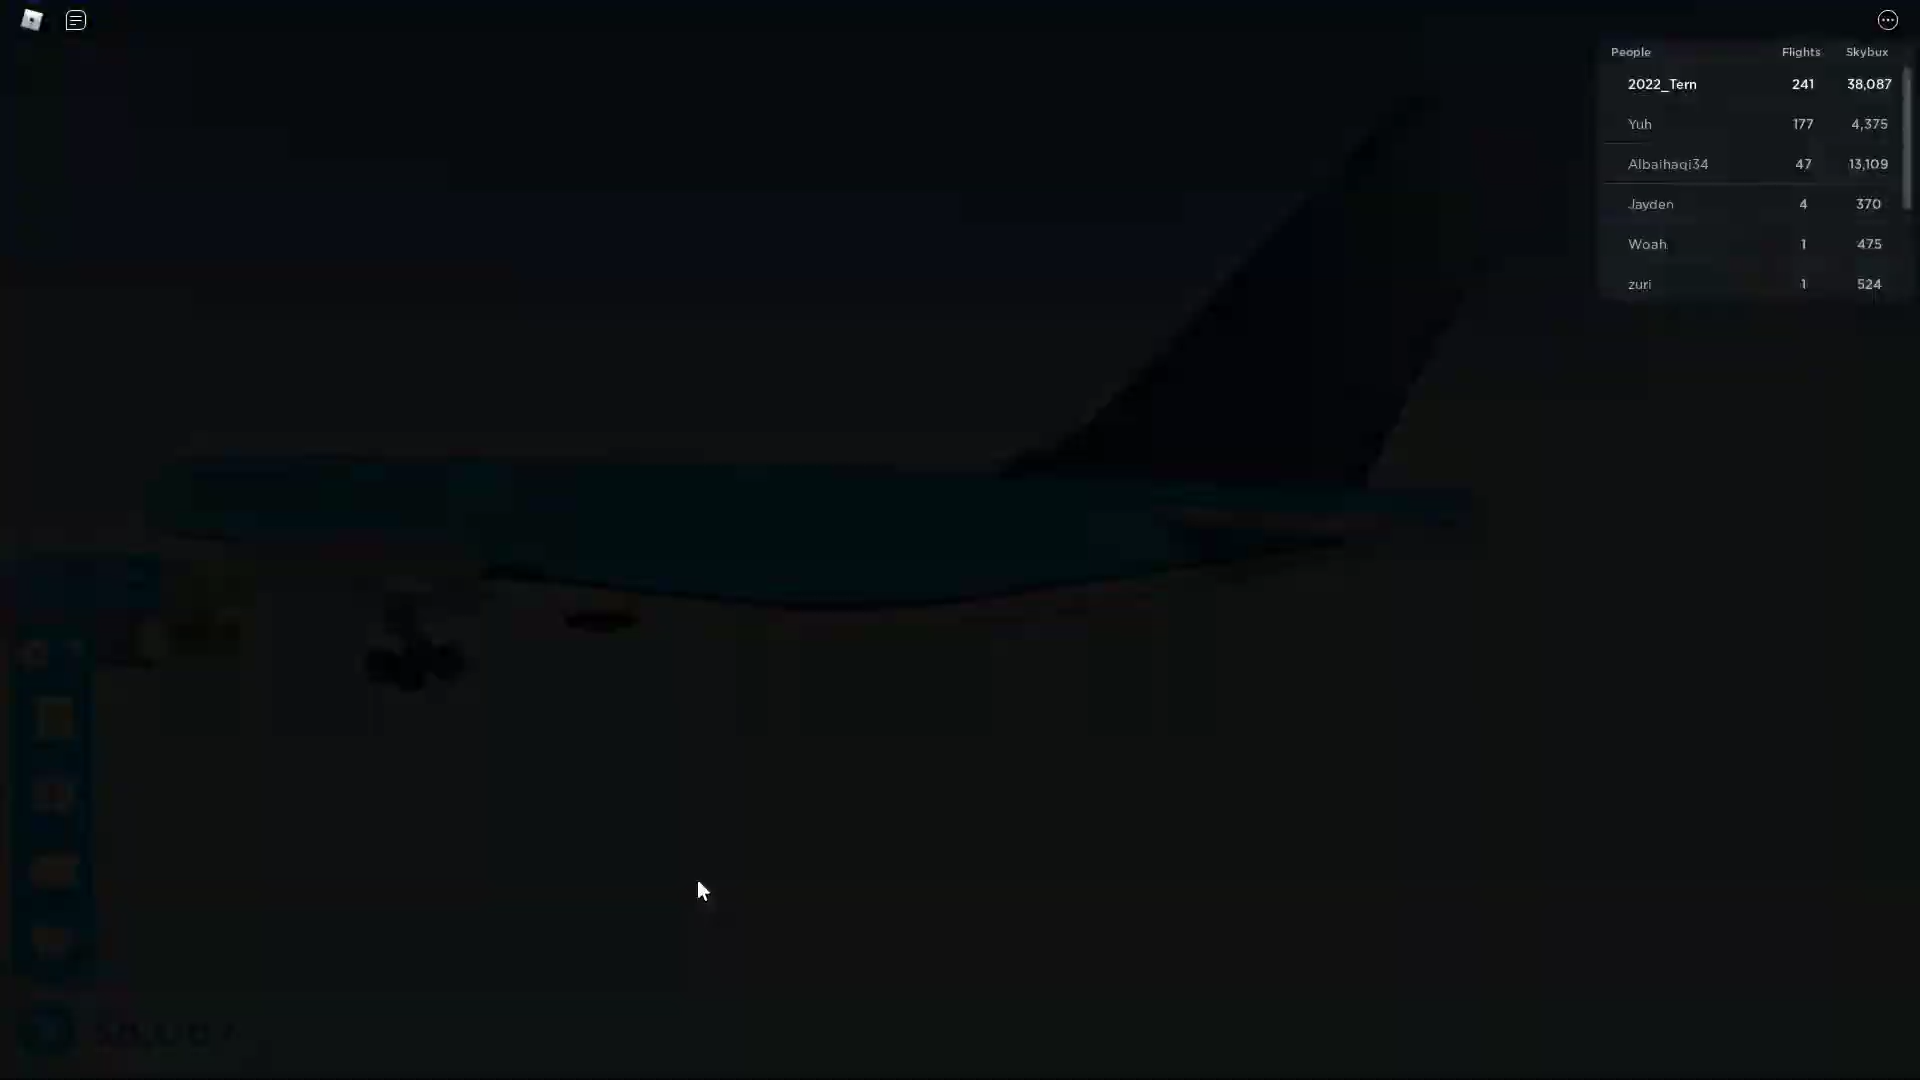 People Flights Skybux
2022_Tern 241 38,087
Yuh 177 4,375
Albaihaqi34 47 13,109
Jayden 4 370
Woah 1 475
zuri 1 524